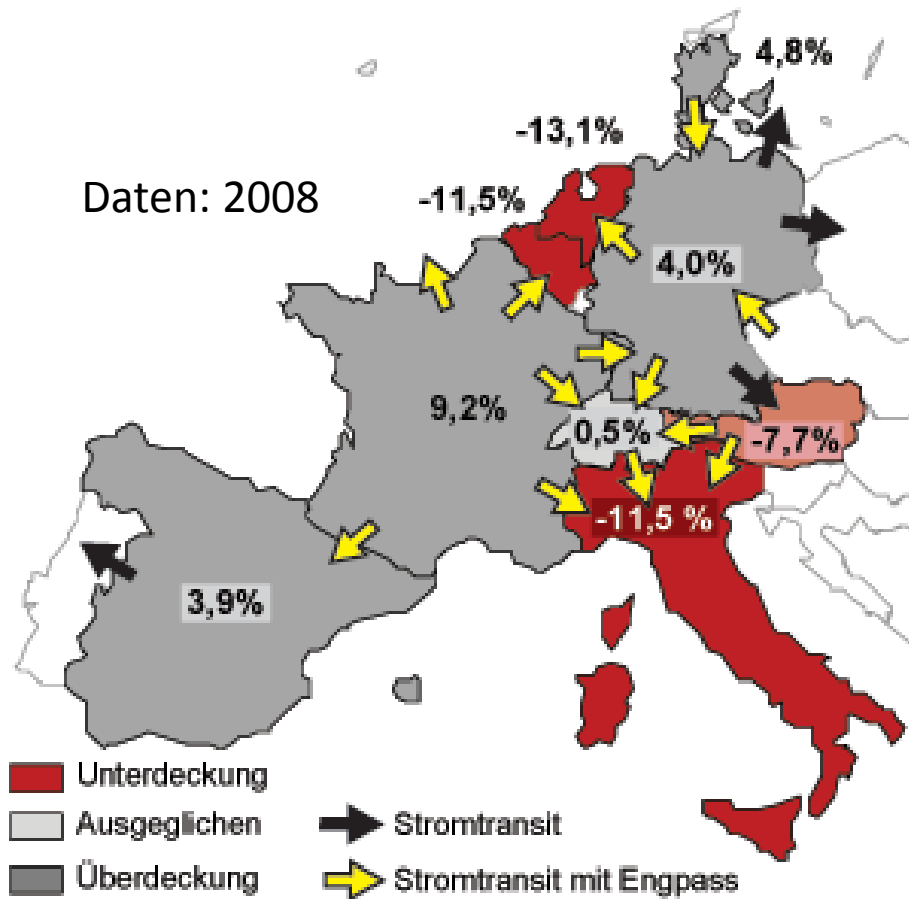 4,8%
-13,1%
Daten: 2008
-11,5%
4,0%
9,2%
0,5%
-7,7%
-11,5 %
3,9%
Unterdeckung
Ausgeglichen
Stromtransit
Überdeckung
Stromtransit mit Engpass